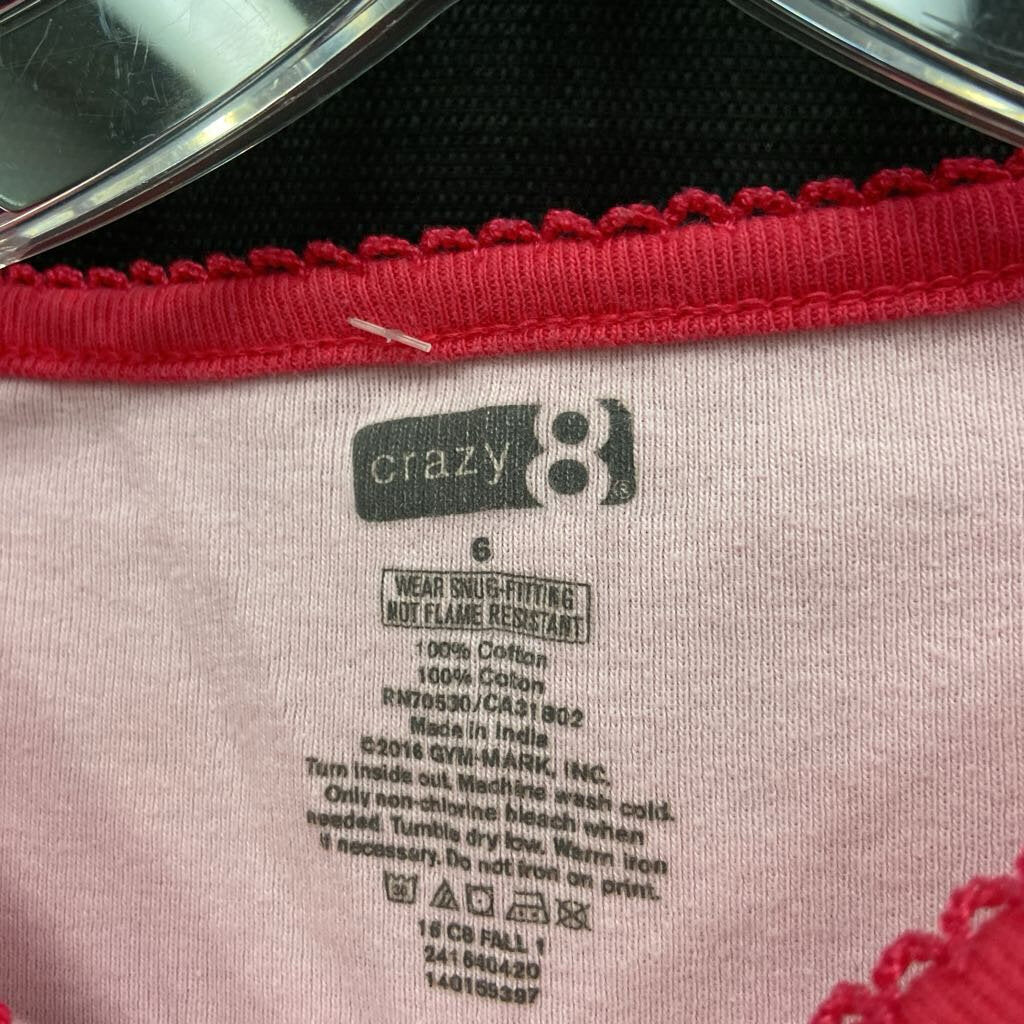 crazy 8®
6
WEAR SNUG-FITTING
NOT FLAME RESISTANT
100% Cotton
100% Coton
RN70530/CA31802
Made in India
©2016 GYM-MARK, INC.
Turn inside out. Machine wash cold.
Only non-chlorine bleach when
needed. Tumble dry low. Warm iron
if necessary. Do not iron on print.
16 C8 FALL 1
241640420
140155397